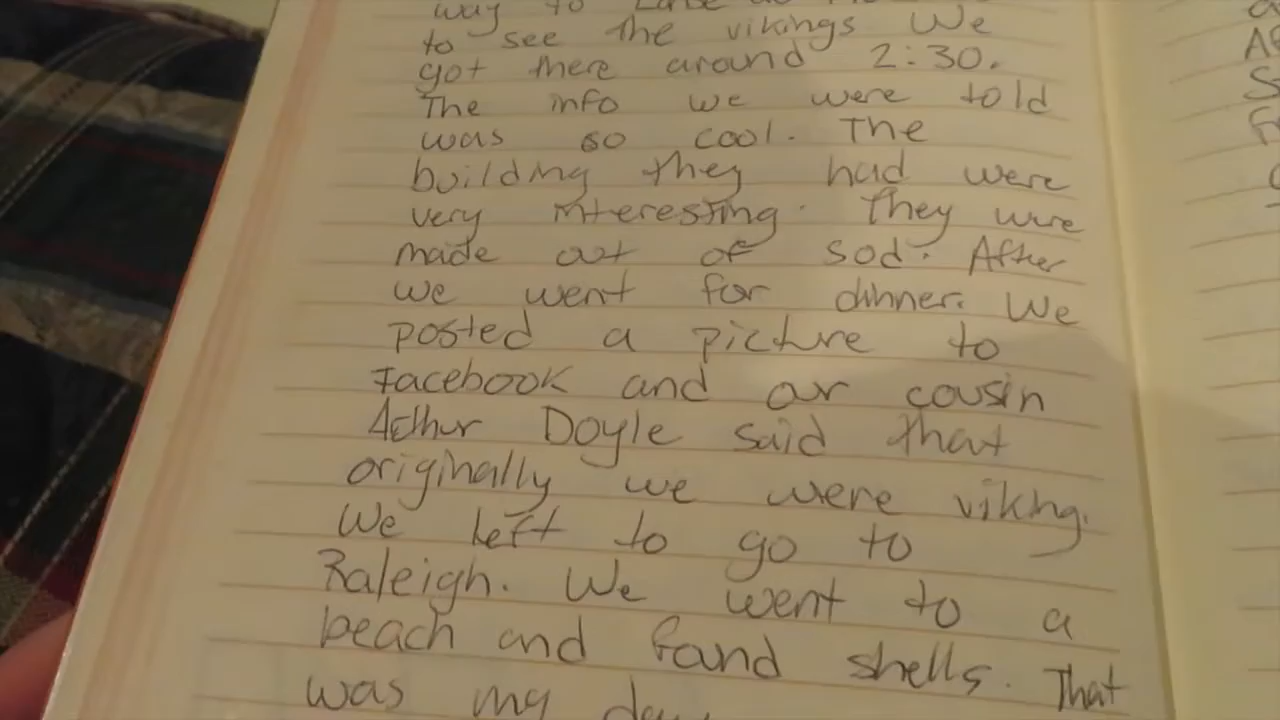 way to
to see the vikings We
got there around 2:30.
The info we were told
was so cool. The
building they had were
very interesting. They were
made out of sod. After
we went for dinner. We
posted a picture to
Facebook and our cousin
Arthur Doyle said that
originally we were viking.
We left to go to
Raleigh. We went to a
beach and found shells. That
was my day